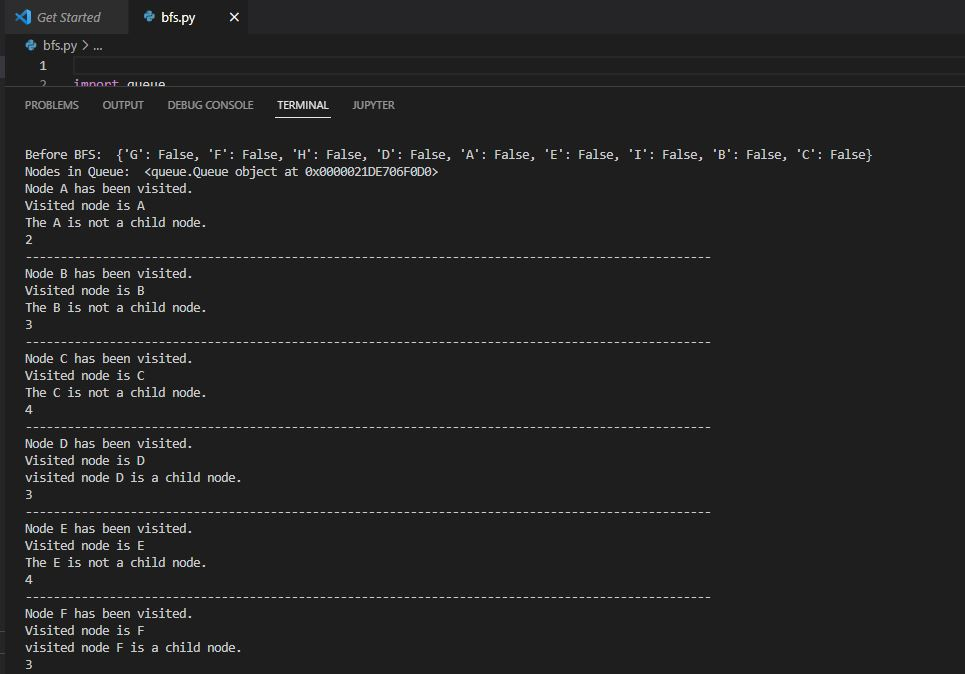 Get Started
bfs.py
bfs.py > ...
1
2 import queue
PROBLEMS OUTPUT DEBUG CONSOLE TERMINAL JUPYTER
Before BFS:  {'G': False, 'F': False, 'H': False, 'D': False, 'A': False, 'E': False, 'I': False, 'B': False, 'C': False}
Nodes in Queue:  <queue.Queue object at 0x0000021DE706F0D0>
Node A has been visited.
Visited node is A
The A is not a child node.
2
--------------------------------------------------------------------------------------------------
Node B has been visited.
Visited node is B
The B is not a child node.
3
--------------------------------------------------------------------------------------------------
Node C has been visited.
Visited node is C
The C is not a child node.
4
--------------------------------------------------------------------------------------------------
Node D has been visited.
Visited node is D
visited node D is a child node.
3
--------------------------------------------------------------------------------------------------
Node E has been visited.
Visited node is E
The E is not a child node.
4
--------------------------------------------------------------------------------------------------
Node F has been visited.
Visited node is F
visited node F is a child node.
3